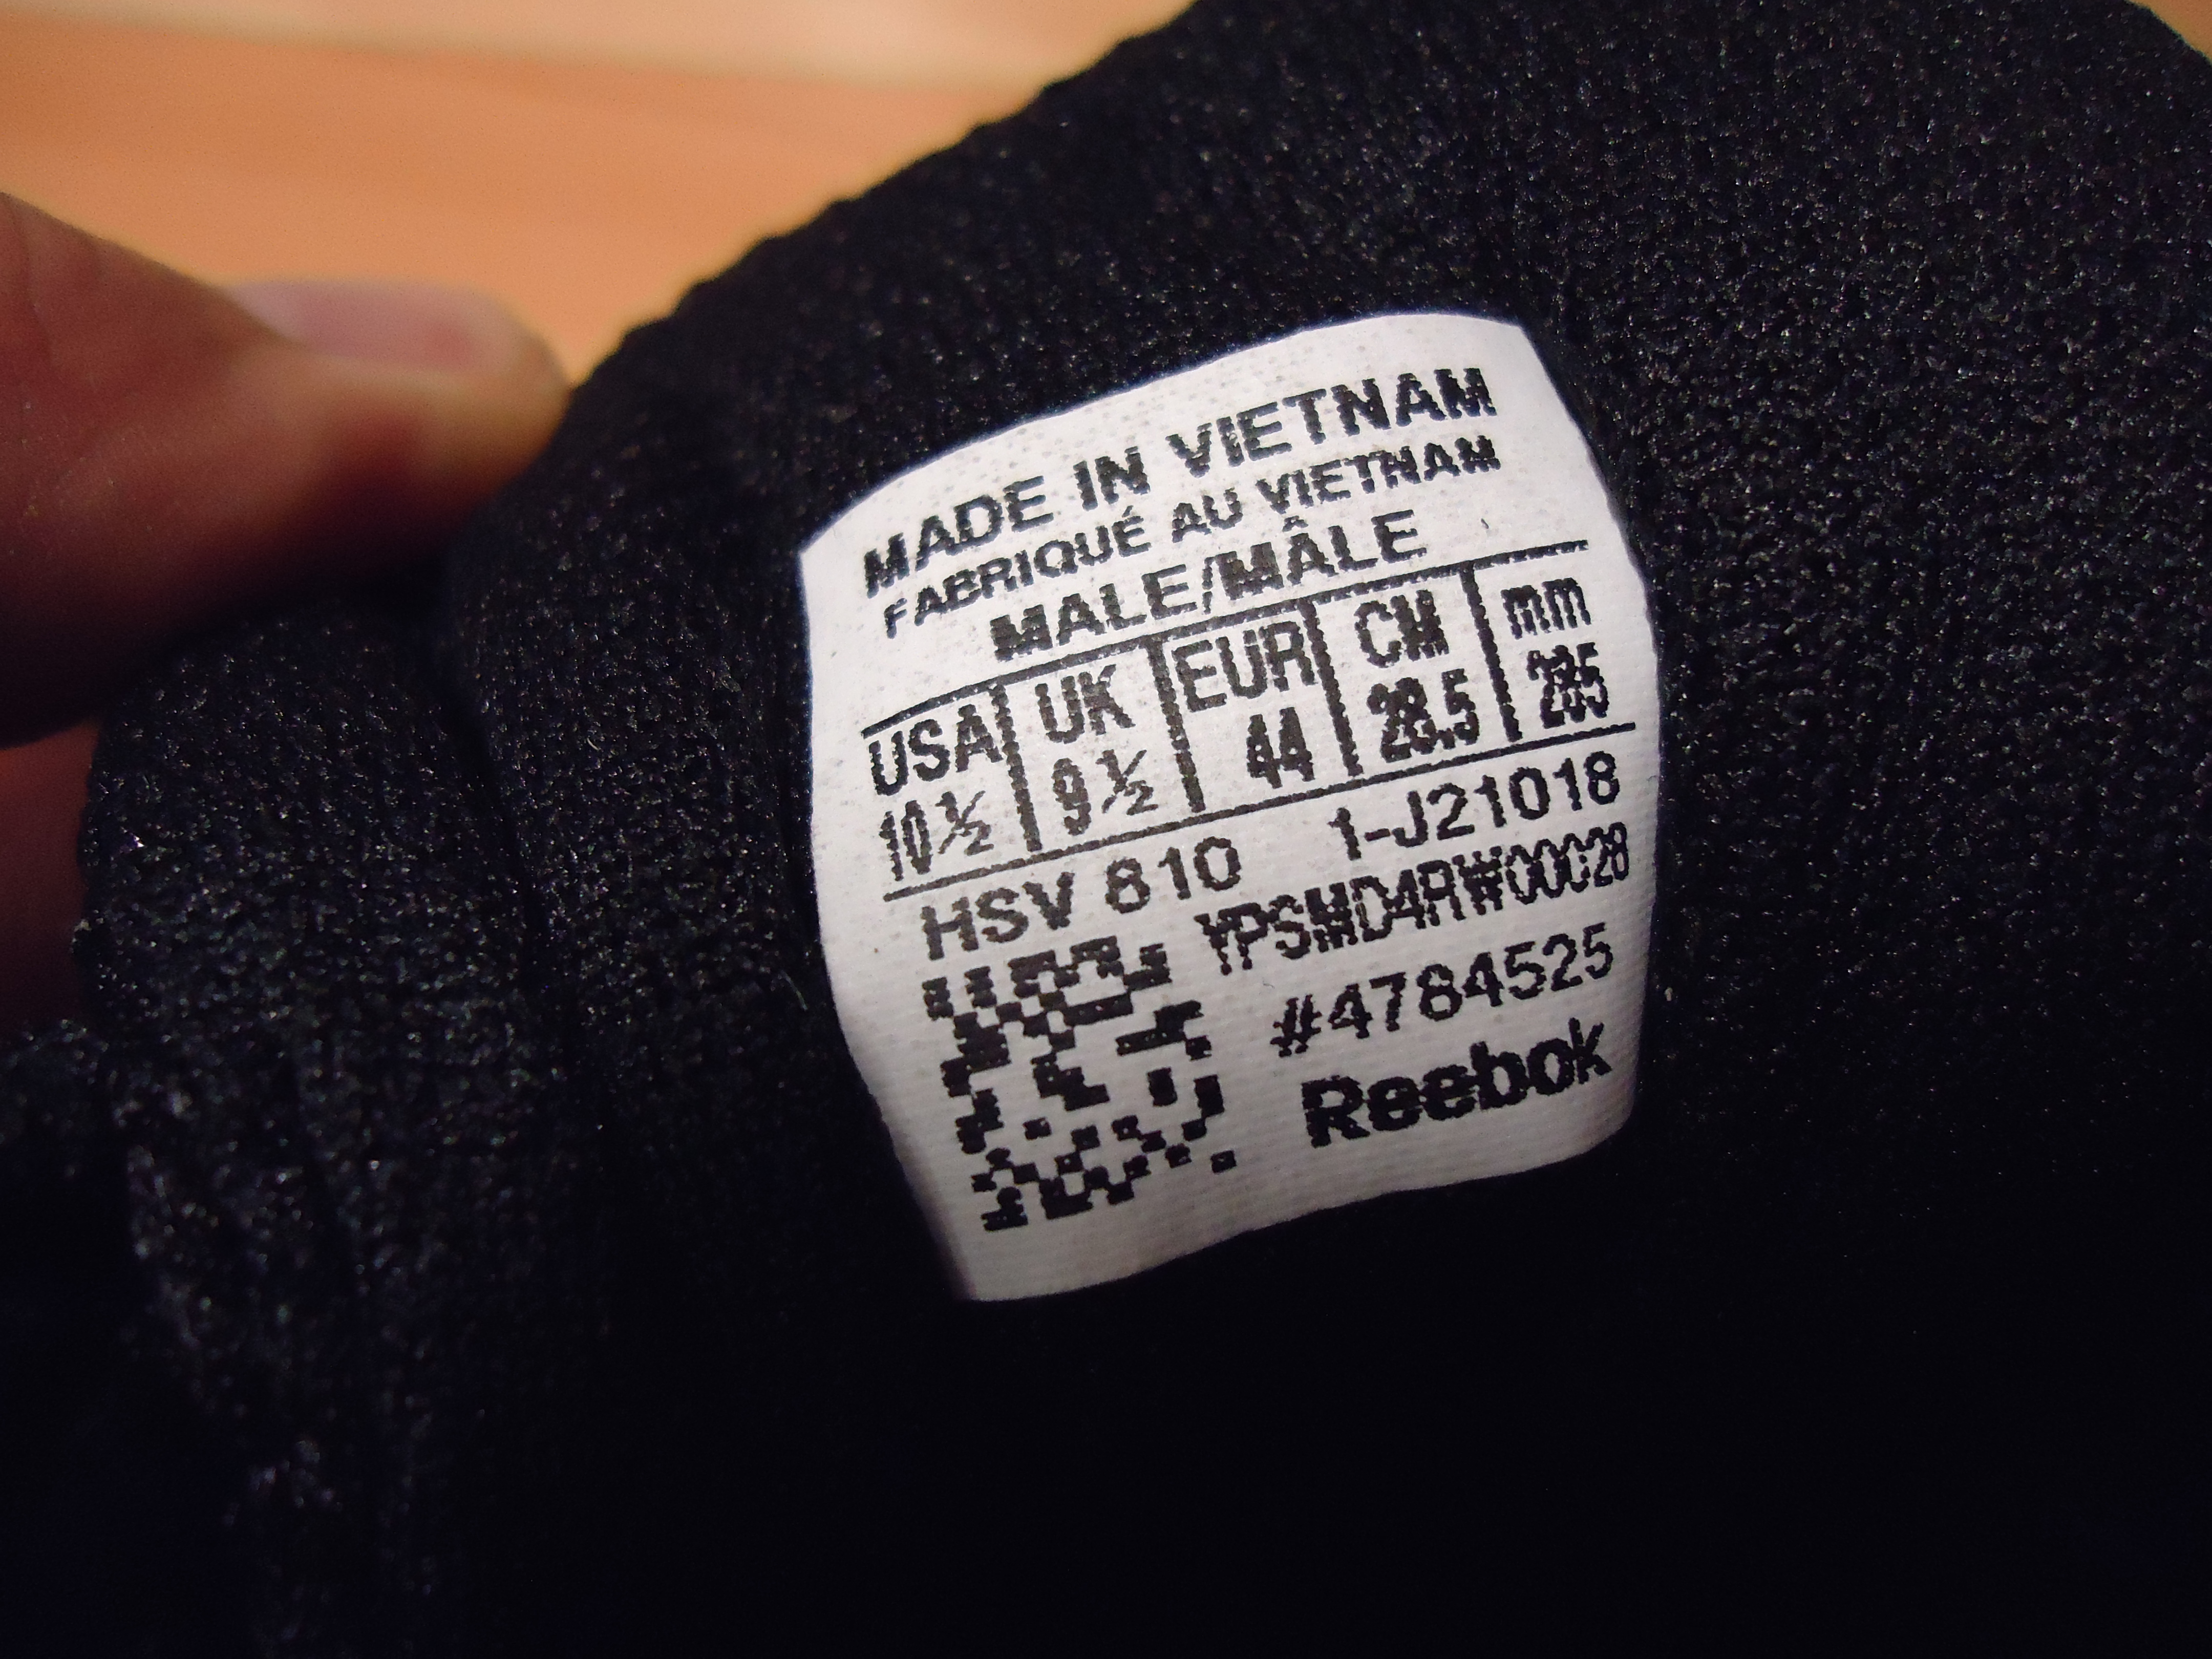 MADE IN VIETNAM
FABRIQUÉ AU VIETNAM
MALE/MÂLE
USA UK EUR CM mm
10½ 9½ 44 28.5 285
HSV 810 1-J21018
YPSMD4RW00028
#4784525
Reebok